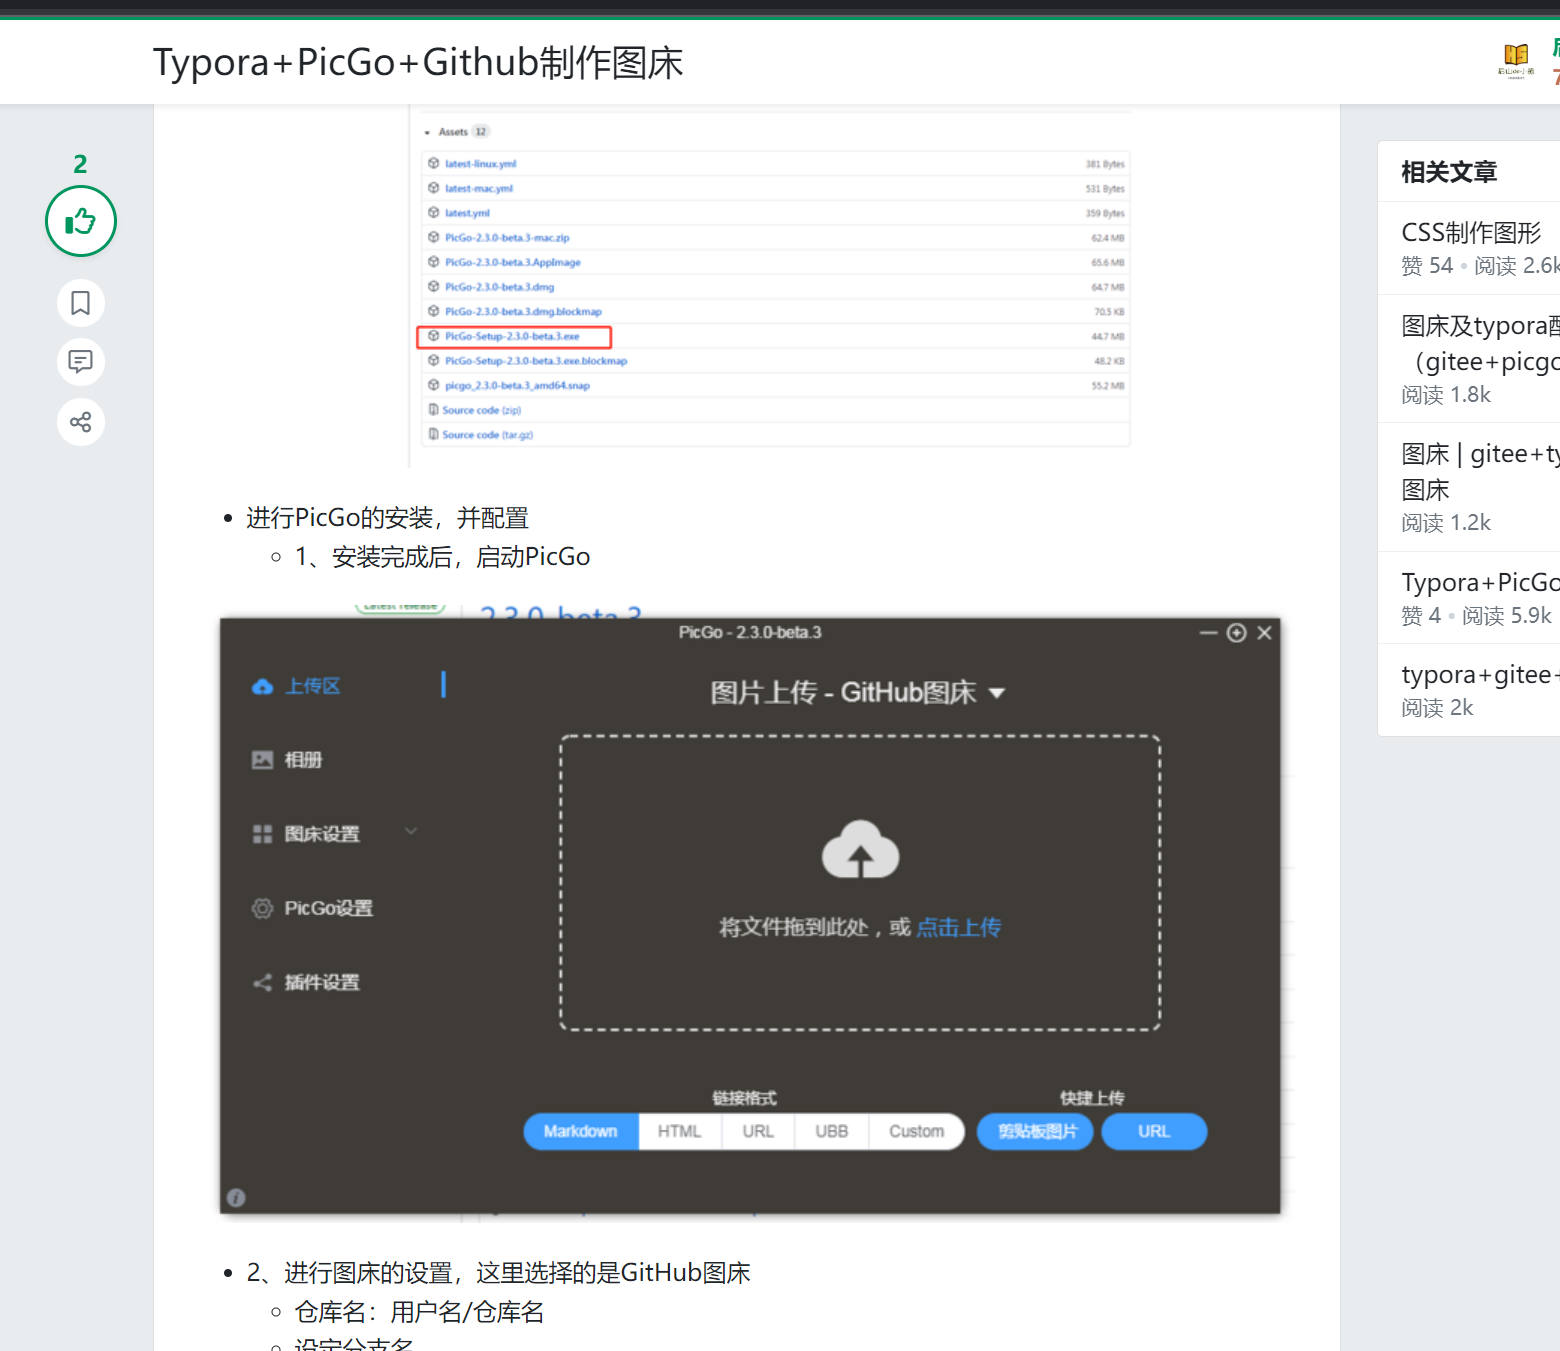 Typora+PicGo+Github制作图床
2
Assets 12
latest-linux.yml 381 Bytes
latest-mac.yml 531 Bytes
latest.yml 359 Bytes
PicGo-2.3.0-beta.3-mac.zip 62.4 MB
PicGo-2.3.0-beta.3.AppImage 65.6 MB
PicGo-2.3.0-beta.3.dmg 64.7 MB
PicGo-2.3.0-beta.3.dmg.blockmap 70.5 KB
PicGo-Setup-2.3.0-beta.3.exe 44.7 MB
PicGo-Setup-2.3.0-beta.3.exe.blockmap 48.2 KB
picgo_2.3.0-beta.3_amd64.snap 55.2 MB
Source code (zip)
Source code (tar.gz)
进行PicGo的安装，并配置
1、安装完成后，启动PicGo
Latest release 2.3.0-beta.3
PicGo - 2.3.0-beta.3
上传区
相册
图床设置
PicGo设置
插件设置
图片上传 - GitHub图床
将文件拖到此处，或 点击上传
链接格式
Markdown HTML URL UBB Custom
快捷上传
剪贴板图片 URL
2、进行图床的设置，这里选择的是GitHub图床
仓库名：用户名/仓库名
设定分支名
相关文章
CSS制作图形
赞 54 • 阅读 2.6k
图床及typora配
（gitee+picgo
阅读 1.8k
图床 | gitee+ty
图床
阅读 1.2k
Typora+PicGo
赞 4 • 阅读 5.9k
typora+gitee+
阅读 2k